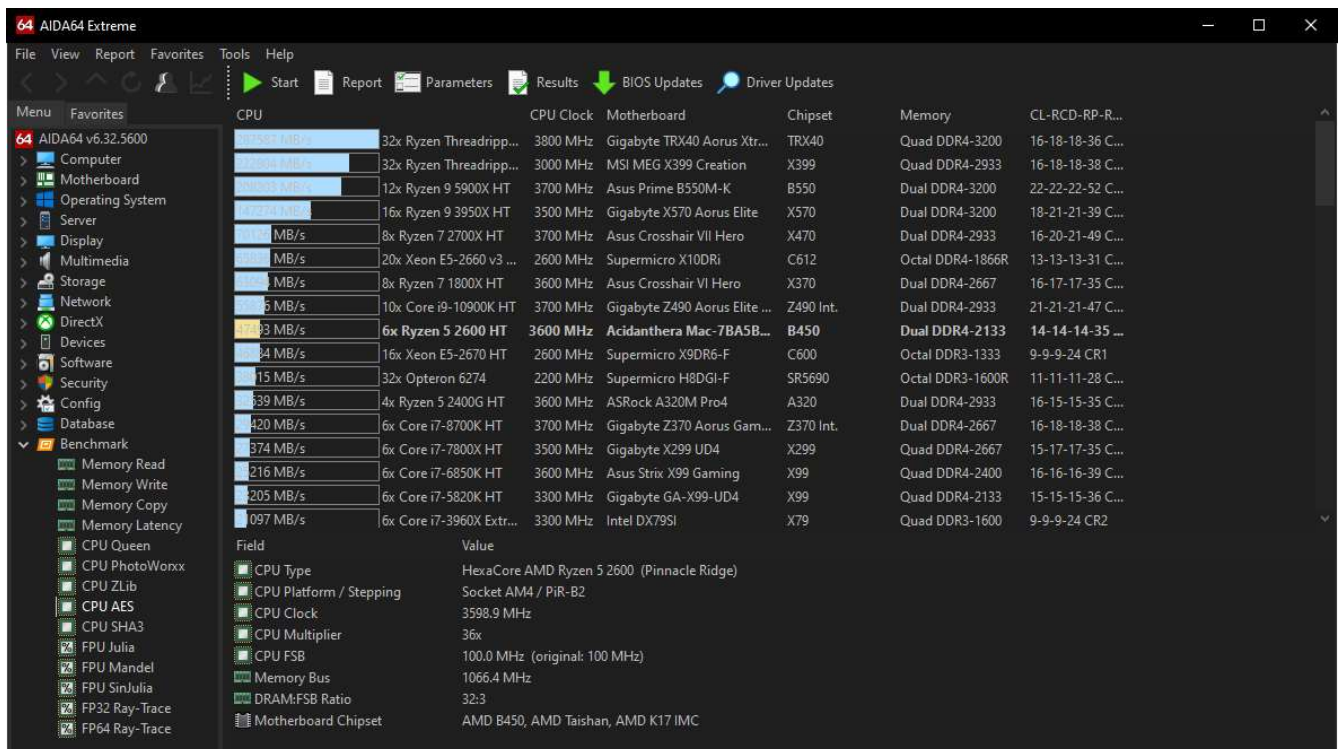 64 AIDA64 Extreme
File View Report Favorites Tools Help
Start Report Parameters Results BIOS Updates Driver Updates
Menu Favorites
64 AIDA64 v6.32.5600
Computer
Motherboard
Operating System
Server
Display
Multimedia
Storage
Network
DirectX
Devices
Software
Security
Config
Database
Benchmark
Memory Read
Memory Write
Memory Copy
Memory Latency
CPU Queen
CPU PhotoWorxx
CPU ZLib
CPU AES
CPU SHA3
FPU Julia
FPU Mandel
FPU SinJulia
FP32 Ray-Trace
FP64 Ray-Trace
CPU CPU Clock Motherboard Chipset Memory CL-RCD-RP-R...
MB/s 32x Ryzen Threadripp... 3800 MHz Gigabyte TRX40 Aorus Xtr... TRX40 Quad DDR4-3200 16-18-18-36 C...
MB/s 32x Ryzen Threadripp... 3000 MHz MSI MEG X399 Creation X399 Quad DDR4-2933 16-18-18-38 C...
MB/s 12x Ryzen 9 5900X HT 3700 MHz Asus Prime B550M-K B550 Dual DDR4-3200 22-22-22-52 C...
MB/s 16x Ryzen 9 3950X HT 3500 MHz Gigabyte X570 Aorus Elite X570 Dual DDR4-3200 18-21-21-39 C...
MB/s 8x Ryzen 7 2700X HT 3700 MHz Asus Crosshair VII Hero X470 Dual DDR4-2933 16-20-21-49 C...
MB/s 20x Xeon E5-2660 v3 ... 2600 MHz Supermicro X10DRi C612 Octal DDR4-1866R 13-13-13-31 C...
MB/s 8x Ryzen 7 1800X HT 3600 MHz Asus Crosshair VI Hero X370 Dual DDR4-2667 16-17-17-35 C...
MB/s 10x Core i9-10900K HT 3700 MHz Gigabyte Z490 Aorus Elite ... Z490 Int. Dual DDR4-2933 21-21-21-47 C...
47493 MB/s 6x Ryzen 5 2600 HT 3600 MHz Acidanthera Mac-7BA5B... B450 Dual DDR4-2133 14-14-14-35 ...
MB/s 16x Xeon E5-2670 HT 2600 MHz Supermicro X9DR6-F C600 Octal DDR3-1333 9-9-9-24 CR1
MB/s 32x Opteron 6274 2200 MHz Supermicro H8DGI-F SR5690 Octal DDR3-1600R 11-11-11-28 C...
MB/s 4x Ryzen 5 2400G HT 3600 MHz ASRock A320M Pro4 A320 Dual DDR4-2933 16-15-15-35 C...
MB/s 6x Core i7-8700K HT 3700 MHz Gigabyte Z370 Aorus Gam... Z370 Int. Dual DDR4-2667 16-18-18-38 C...
MB/s 6x Core i7-7800X HT 3500 MHz Gigabyte X299 UD4 X299 Quad DDR4-2667 15-17-17-35 C...
MB/s 6x Core i7-6850K HT 3600 MHz Asus Strix X99 Gaming X99 Quad DDR4-2400 16-16-16-39 C...
MB/s 6x Core i7-5820K HT 3300 MHz Gigabyte GA-X99-UD4 X99 Quad DDR4-2133 15-15-15-36 C...
MB/s 6x Core i7-3960X Extr... 3300 MHz Intel DX79SI X79 Quad DDR3-1600 9-9-9-24 CR2
Field Value
CPU Type HexaCore AMD Ryzen 5 2600 (Pinnacle Ridge)
CPU Platform / Stepping Socket AM4 / PiR-B2
CPU Clock 3598.9 MHz
CPU Multiplier 36x
CPU FSB 100.0 MHz (original: 100 MHz)
Memory Bus 1066.4 MHz
DRAM:FSB Ratio 32:3
Motherboard Chipset AMD B450, AMD Taishan, AMD K17 IMC